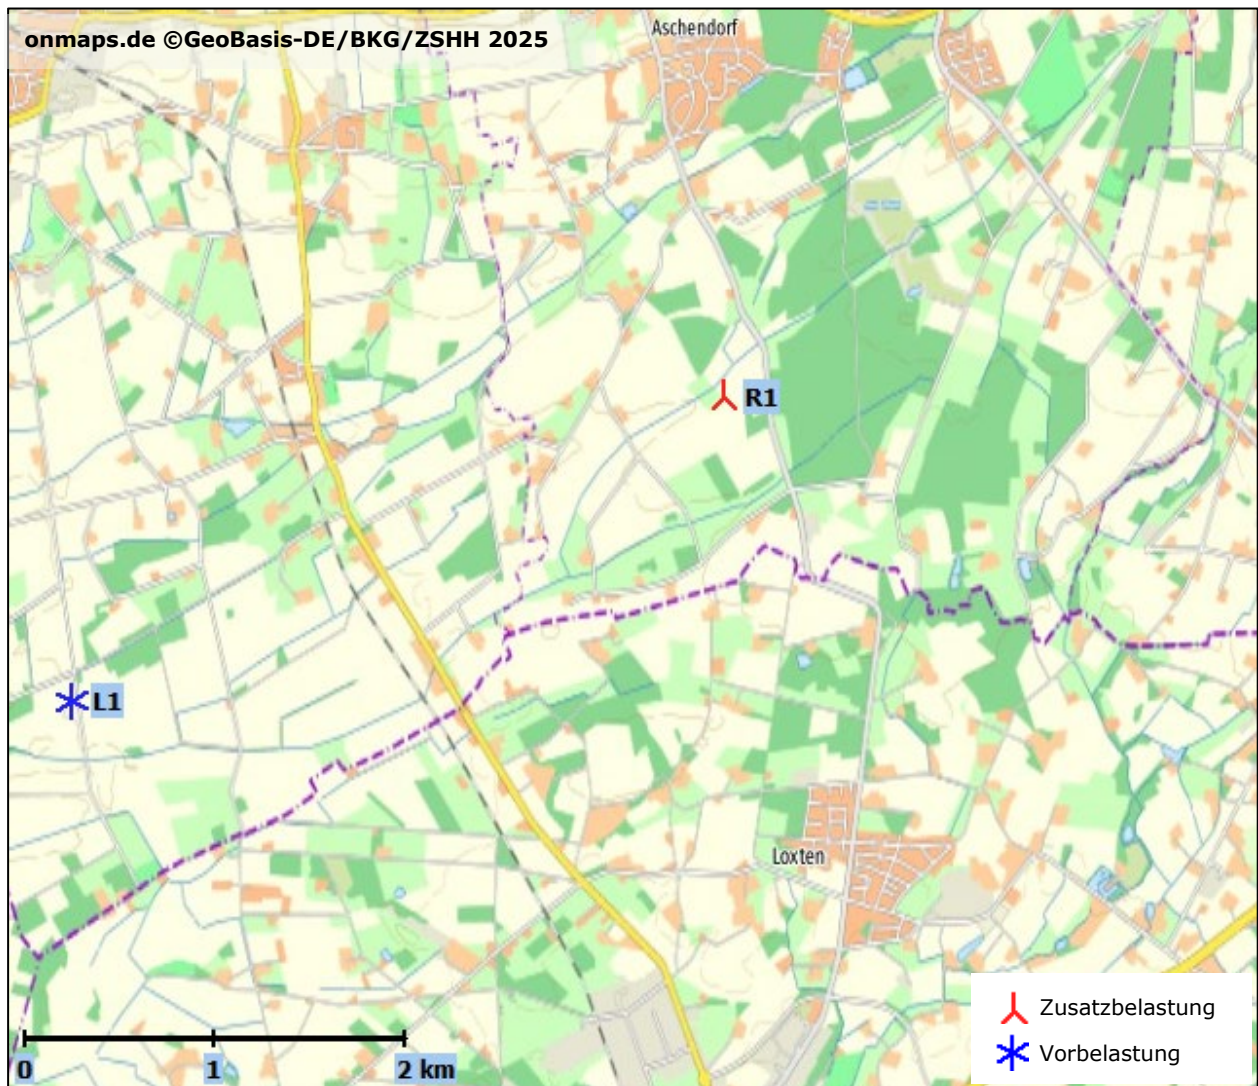 onmaps.de ©GeoBasis-DE/BKG/ZSHH 2025
Aschendorf
R1
L1
Loxten
Zusatzbelastung
Vorbelastung
0 1 2 km